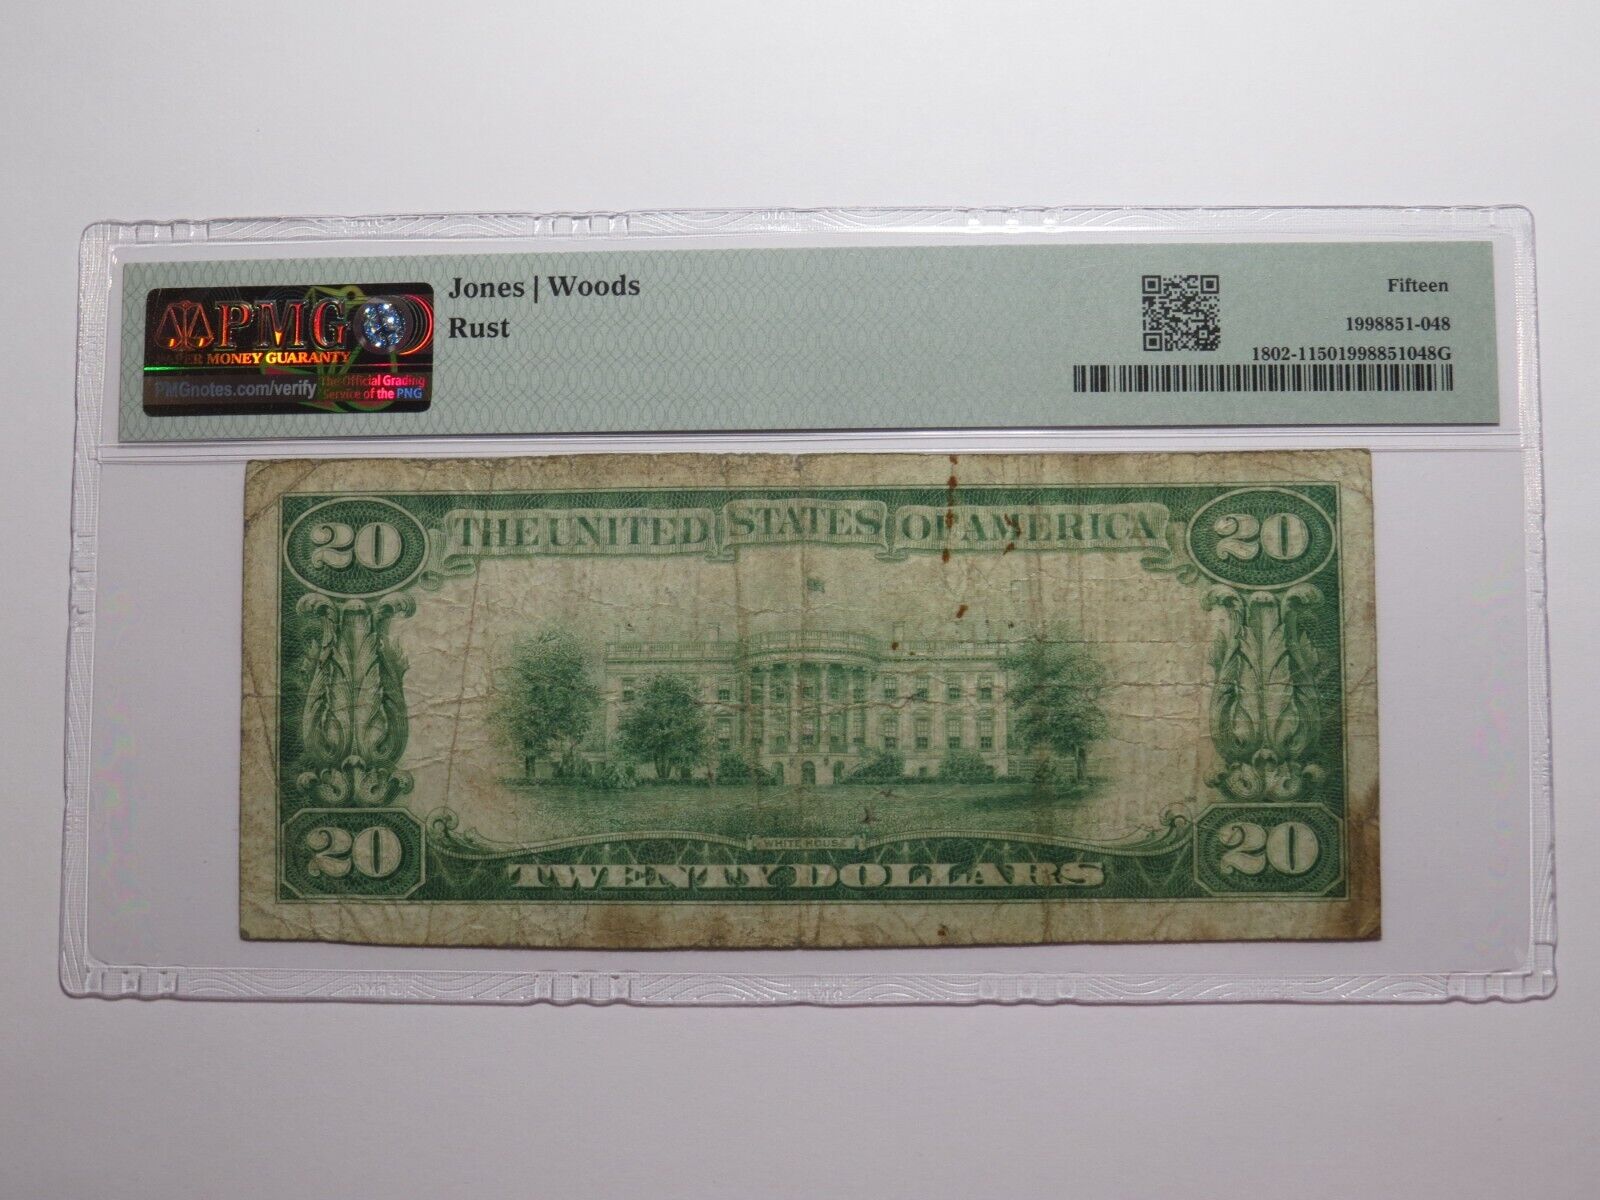 PMG
PAPER MONEY GUARANTY
PMGnotes.com/verify
The Official Grading
Service of the PNG
Jones | Woods
Rust
Fifteen
1998851-048
1802-11501998851048G
20
THE UNITED STATES OF AMERICA
20
WHITE HOUSE
20
TWENTY DOLLARS
20